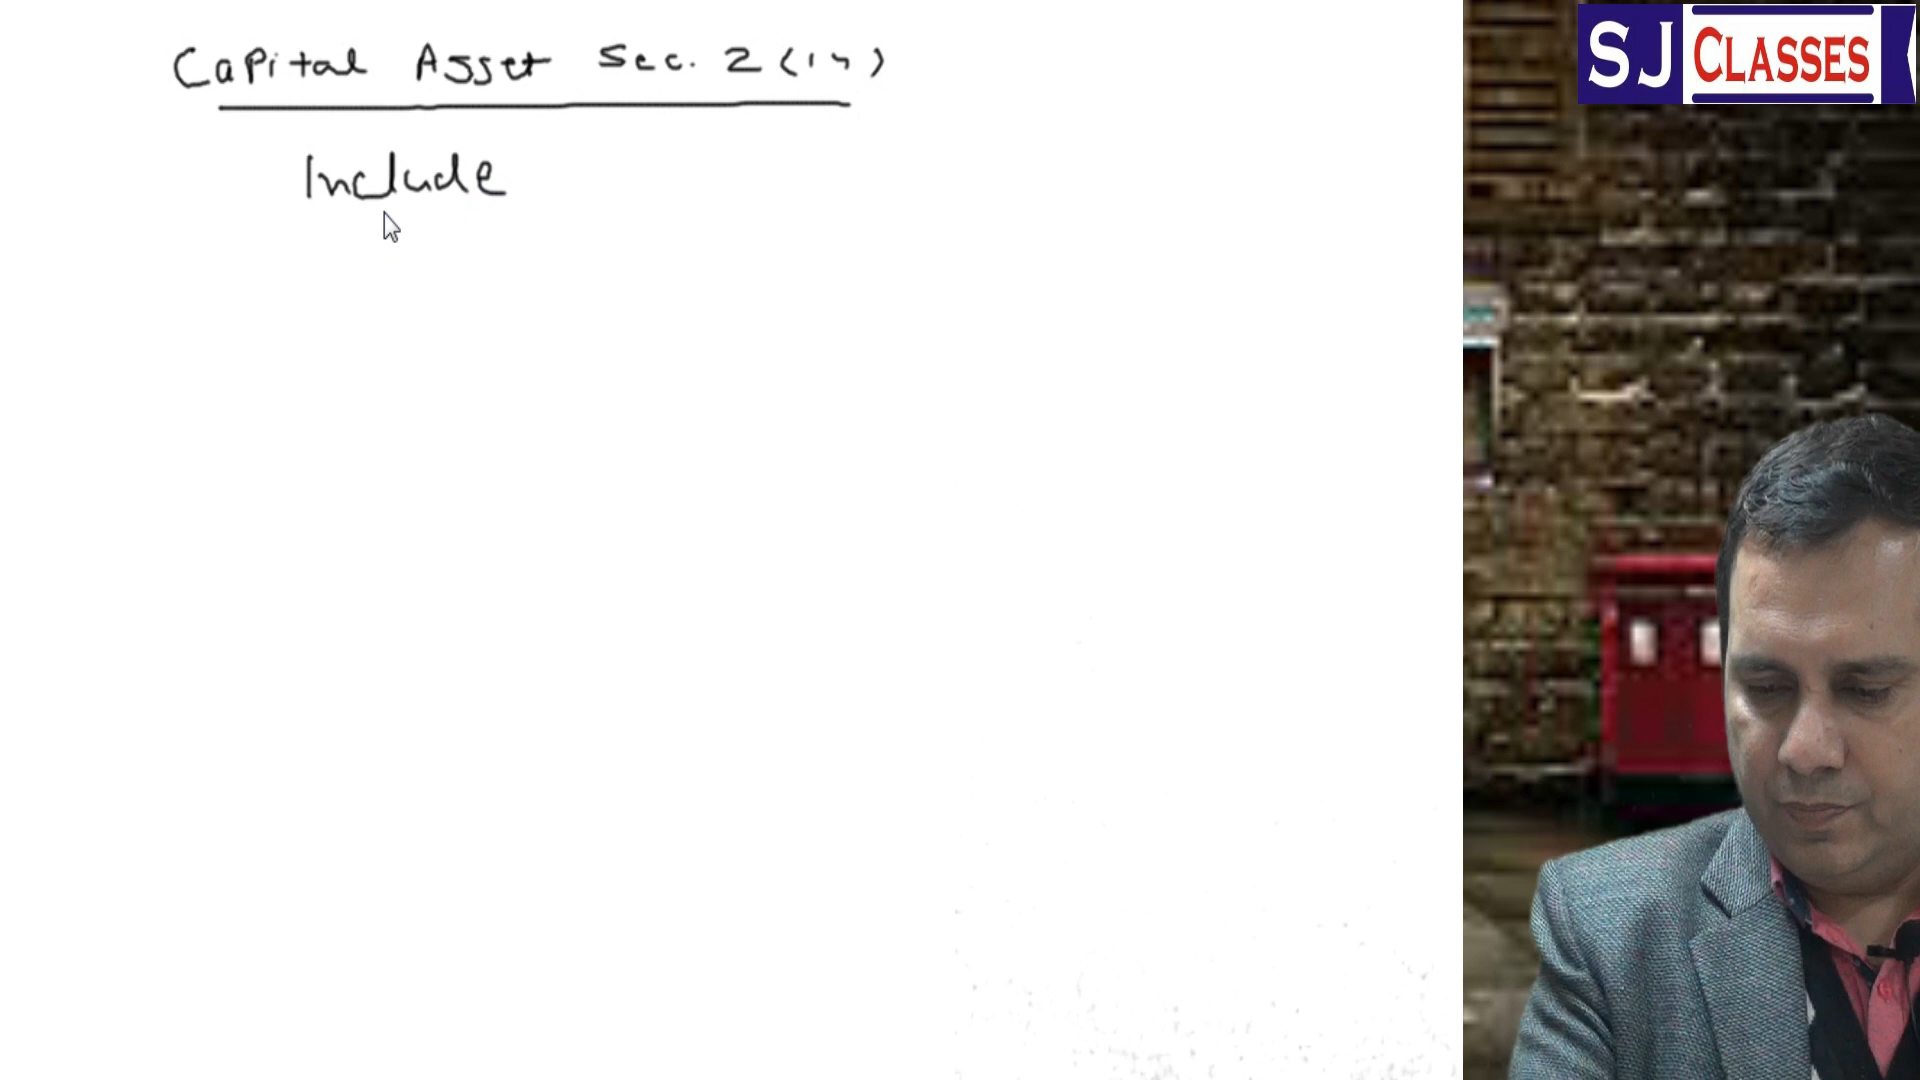 Capital Asset Sec. 2(14)
Include
SJ CLASSES